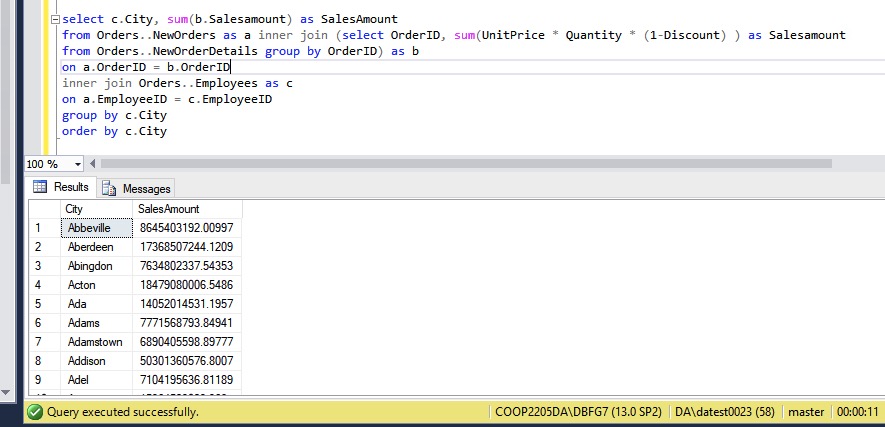 select c.City, sum(b.Salesamount) as SalesAmount
from Orders..NewOrders as a inner join (select OrderID, sum(UnitPrice * Quantity * (1-Discount) ) as Salesamount
from Orders..NewOrderDetails group by OrderID) as b
on a.OrderID = b.OrderID
inner join Orders..Employees as c
on a.EmployeeID = c.EmployeeID
group by c.City
order by c.City
100 %
Results Messages
City SalesAmount
1 Abbeville 8645403192.00997
2 Aberdeen 17368507244.1209
3 Abingdon 7634802337.54353
4 Acton 18479080006.5486
5 Ada 14052014531.1957
6 Adams 7771568793.84941
7 Adamstown 6890405598.89777
8 Addison 50301360576.8007
9 Adel 7104195636.81189
Query executed successfully. COOP2205DA\DBFG7 (13.0 SP2) DA\datest0023 (58) master 00:00:11